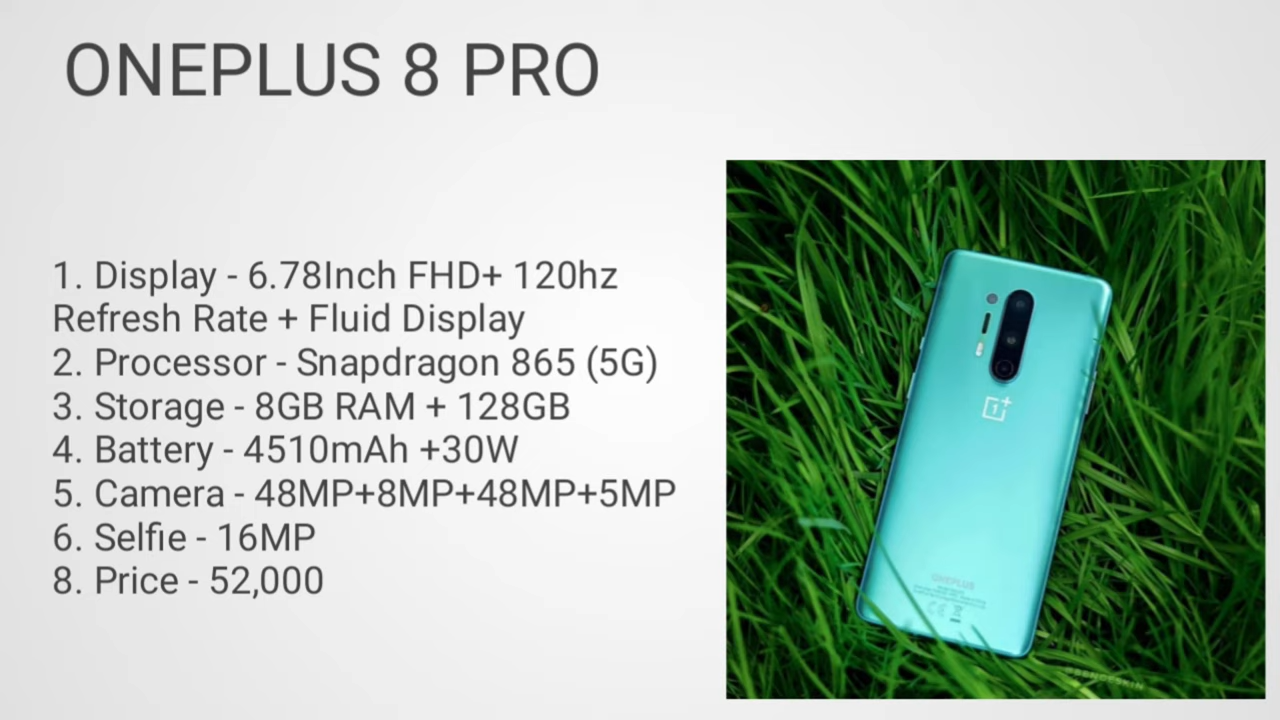 ONEPLUS 8 PRO
1. Display - 6.78Inch FHD+ 120hz
Refresh Rate + Fluid Display
2. Processor - Snapdragon 865 (5G)
3. Storage - 8GB RAM + 128GB
4. Battery - 4510mAh +30W
5. Camera - 48MP+8MP+48MP+5MP
6. Selfie - 16MP
8. Price - 52,000
ONEPLUS